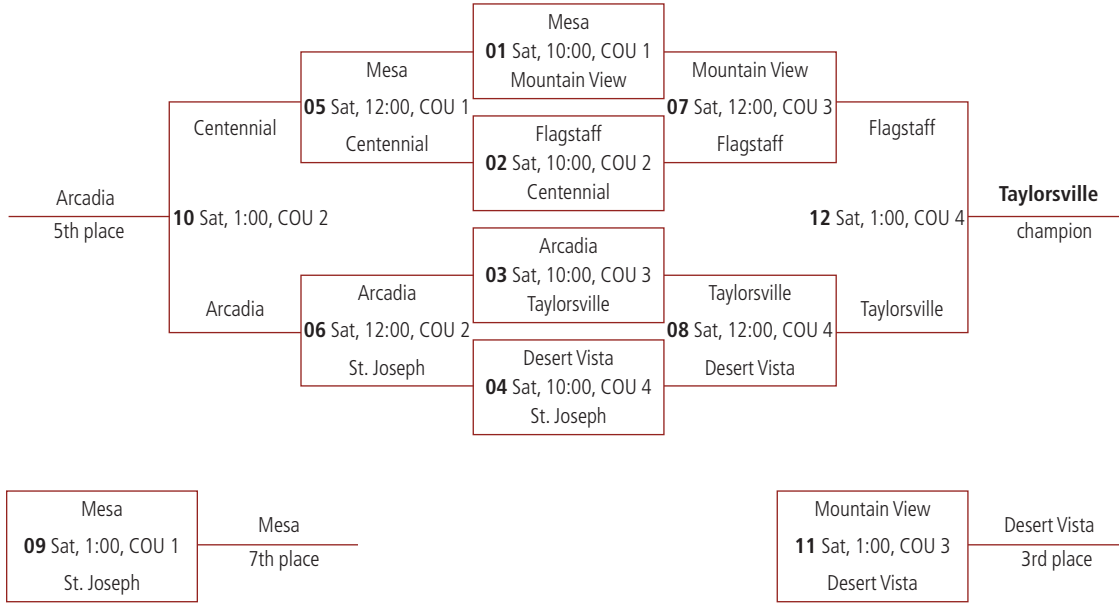 Mesa
01 Sat, 10:00, COU 1
Mountain View
Mesa
05 Sat, 12:00, COU 1
Centennial
Mountain View
07 Sat, 12:00, COU 3
Flagstaff
Flagstaff
02 Sat, 10:00, COU 2
Centennial
Centennial
Flagstaff
Arcadia
5th place
10 Sat, 1:00, COU 2
12 Sat, 1:00, COU 4
Taylorsville
champion
Arcadia
03 Sat, 10:00, COU 3
Taylorsville
Arcadia
Arcadia
06 Sat, 12:00, COU 2
St. Joseph
Taylorsville
08 Sat, 12:00, COU 4
Desert Vista
Taylorsville
Desert Vista
04 Sat, 10:00, COU 4
St. Joseph
Mesa
09 Sat, 1:00, COU 1
St. Joseph
Mesa
7th place
Mountain View
11 Sat, 1:00, COU 3
Desert Vista
Desert Vista
3rd place